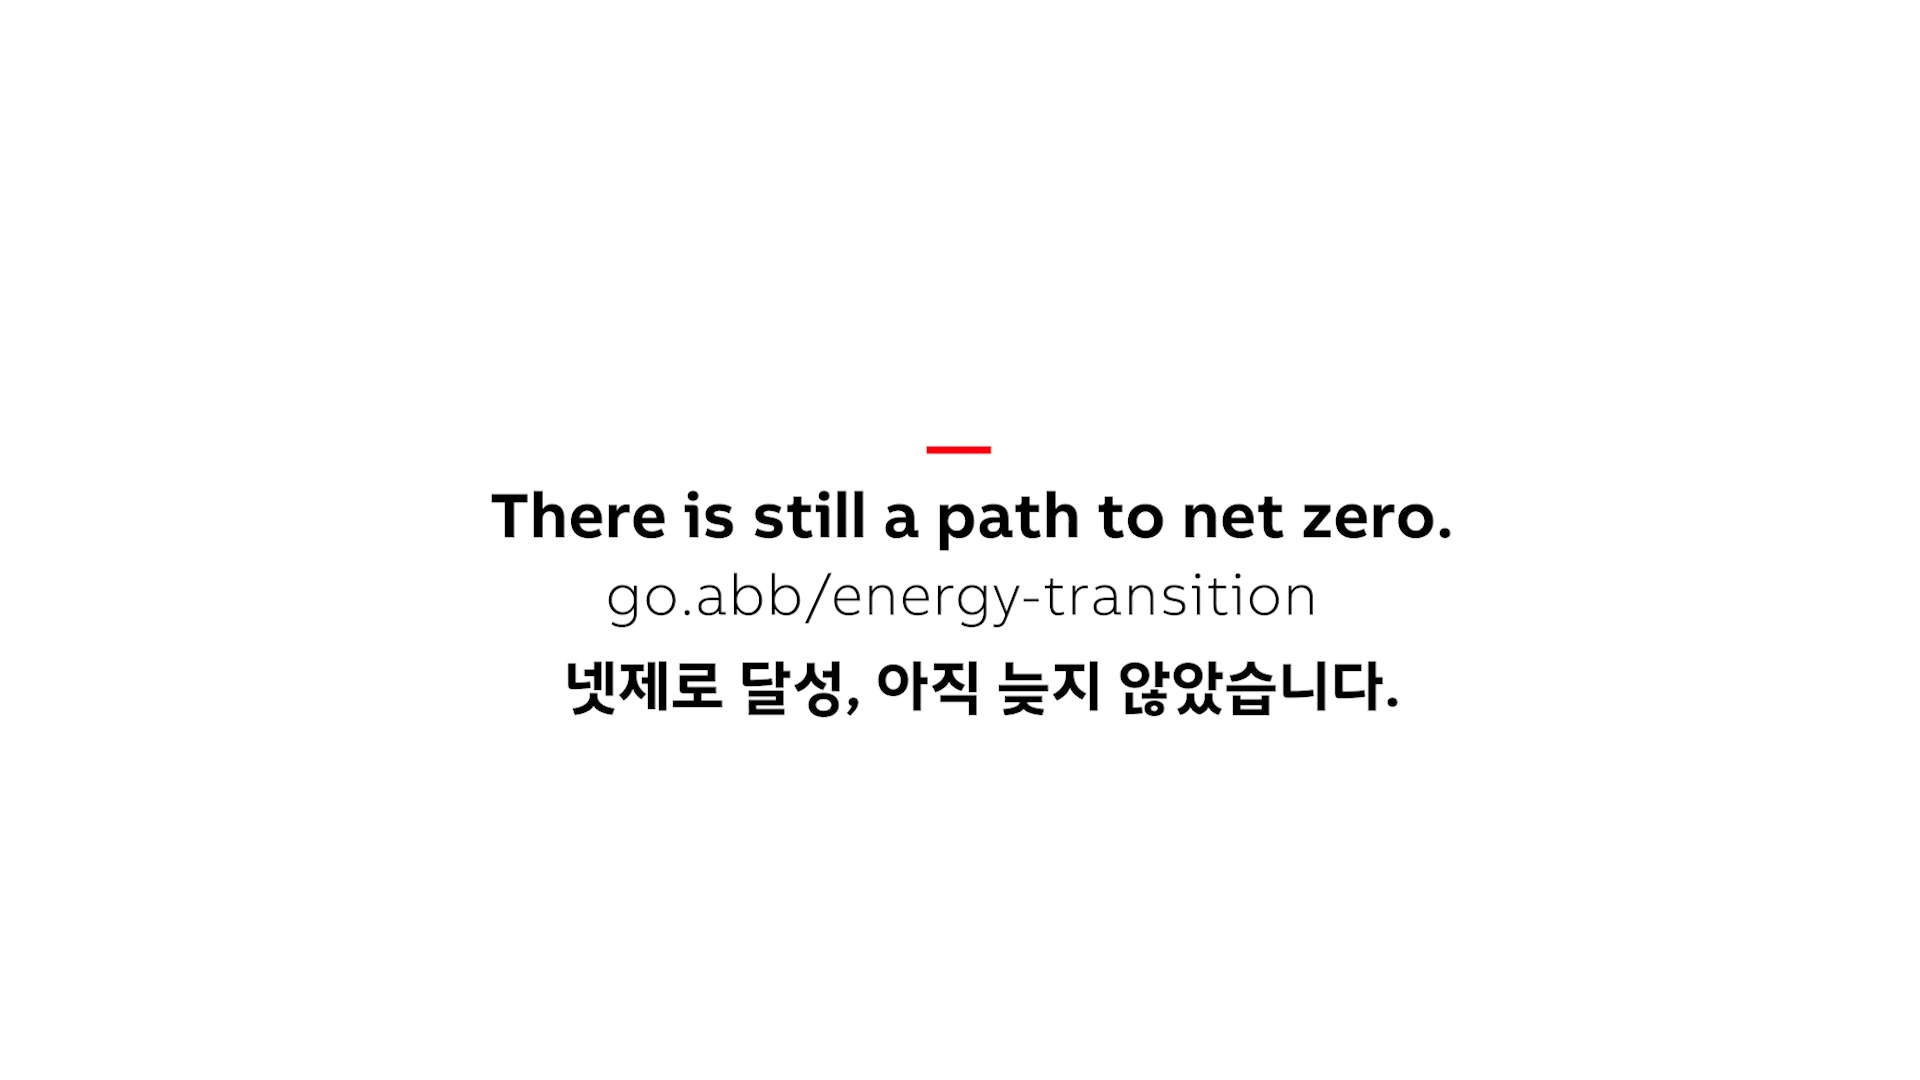 There is still a path to net zero.
go.abb/energy-transition
넷제로 달성, 아직 늦지 않았습니다.